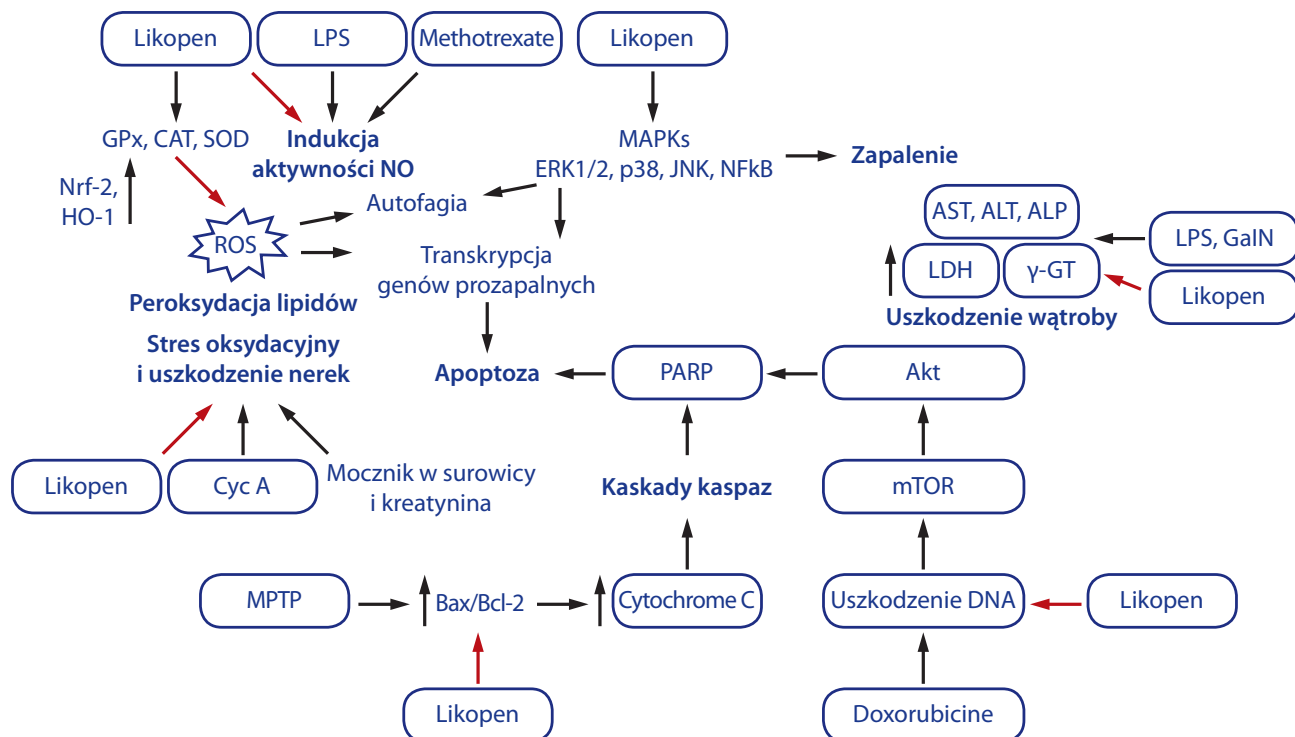 Likopen
LPS
Methotrexate
Likopen
GPx, CAT, SOD
Indukcja
aktywności NO
MAPKs
ERK1/2, p38, JNK, NFkB
Zapalenie
Nrf-2,
HO-1
Autofagia
ROS
AST, ALT, ALP
LPS, GalN
LDH
γ-GT
Likopen
Transkrypcja
genów prozapalnych
Peroksydacja lipidów
Uszkodzenie wątroby
Stres oksydacyjny
i uszkodzenie nerek
Apoptoza
PARP
Akt
Likopen
Cyc A
Mocznik w surowicy
i kreatynina
Kaskady kaspaz
mTOR
MPTP
Bax/Bcl-2
Cytochrome C
Uszkodzenie DNA
Likopen
Likopen
Doxorubicine